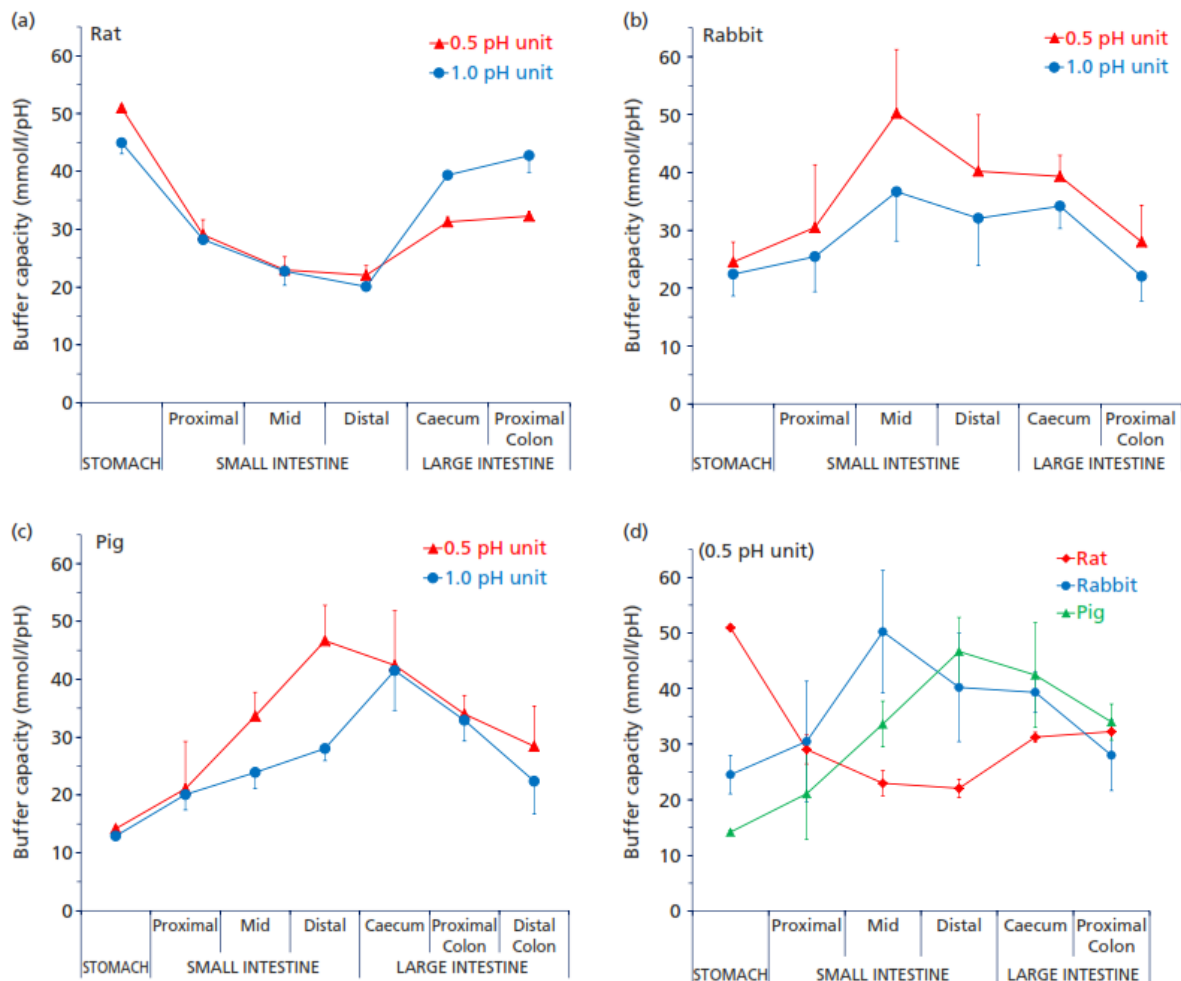 (a)
Rat
0.5 pH unit
1.0 pH unit
Buffer capacity (mmol/l/pH)
60
50
40
30
20
10
0
Proximal Mid Distal Caecum Proximal
Colon
STOMACH SMALL INTESTINE LARGE INTESTINE
(b)
Rabbit
0.5 pH unit
1.0 pH unit
Buffer capacity (mmol/l/pH)
60
50
40
30
20
10
0
Proximal Mid Distal Caecum Proximal
Colon
STOMACH SMALL INTESTINE LARGE INTESTINE
(c)
Pig
0.5 pH unit
1.0 pH unit
Buffer capacity (mmol/l/pH)
60
50
40
30
20
10
0
Proximal Mid Distal Caecum Proximal Distal
Colon Colon
STOMACH SMALL INTESTINE LARGE INTESTINE
(d)
(0.5 pH unit)
Rat
Rabbit
Pig
Buffer capacity (mmol/l/pH)
60
50
40
30
20
10
0
Proximal Mid Distal Caecum Proximal
Colon
STOMACH SMALL INTESTINE LARGE INTESTINE